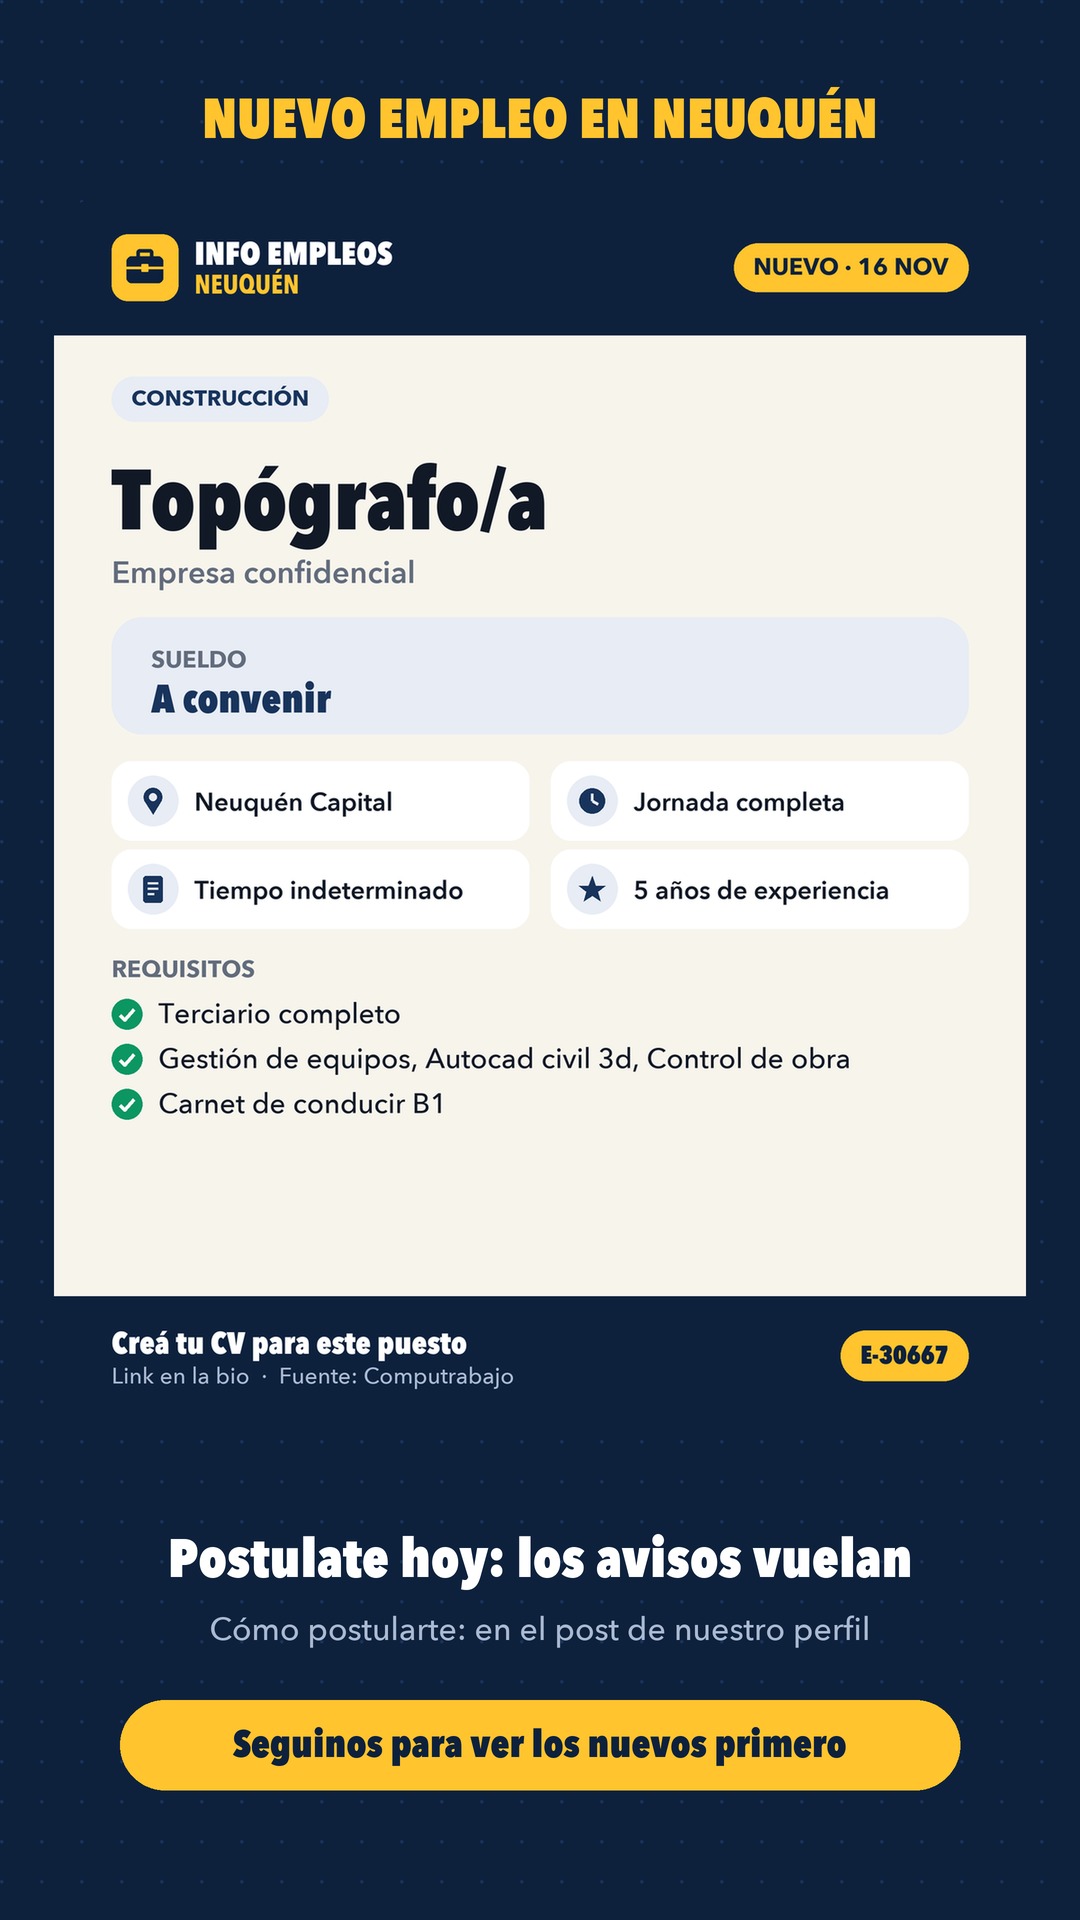 NUEVO EMPLEO EN NEUQUÉN
INFO EMPLEOS
NEUQUÉN
NUEVO · 16 NOV
CONSTRUCCIÓN
Topógrafo/a
Empresa confidencial
SUELDO
A convenir
Neuquén Capital
Jornada completa
Tiempo indeterminado
5 años de experiencia
REQUISITOS
Terciario completo
Gestión de equipos, Autocad civil 3d, Control de obra
Carnet de conducir B1
Creá tu CV para este puesto
Link en la bio · Fuente: Computrabajo
E-30667
Postulate hoy: los avisos vuelan
Cómo postularte: en el post de nuestro perfil
Seguinos para ver los nuevos primero